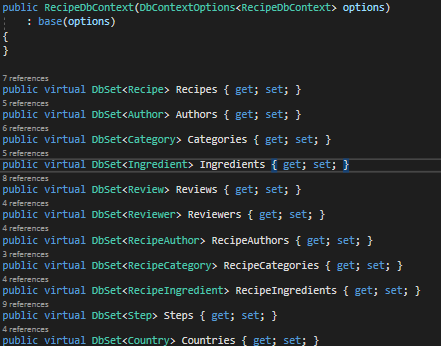 public RecipeDbContext(DbContextOptions<RecipeDbContext> options)
: base(options)
{
}
7 references
public virtual DbSet<Recipe> Recipes { get; set; }
5 references
public virtual DbSet<Author> Authors { get; set; }
6 references
public virtual DbSet<Category> Categories { get; set; }
5 references
public virtual DbSet<Ingredient> Ingredients { get; set; }
8 references
public virtual DbSet<Review> Reviews { get; set; }
4 references
public virtual DbSet<Reviewer> Reviewers { get; set; }
4 references
public virtual DbSet<RecipeAuthor> RecipeAuthors { get; set; }
3 references
public virtual DbSet<RecipeCategory> RecipeCategories { get; set; }
4 references
public virtual DbSet<RecipeIngredient> RecipeIngredients { get; set; }
9 references
public virtual DbSet<Step> Steps { get; set; }
4 references
public virtual DbSet<Country> Countries { get; set; }